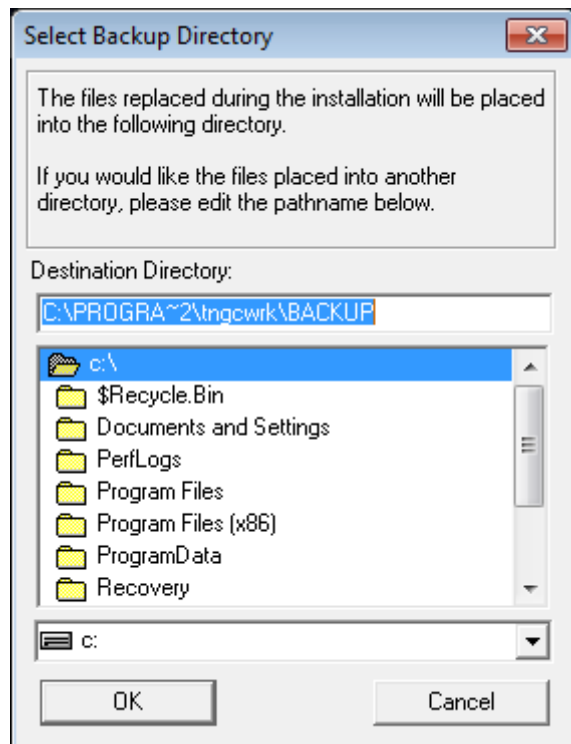 Select Backup Directory
The files replaced during the installation will be placed
into the following directory.
If you would like the files placed into another
directory, please edit the pathname below.
Destination Directory:
C:\PROGRA~2\tngcwrk\BACKUP
c:\
$Recycle.Bin
Documents and Settings
PerfLogs
Program Files
Program Files (x86)
ProgramData
Recovery
c:
OK
Cancel